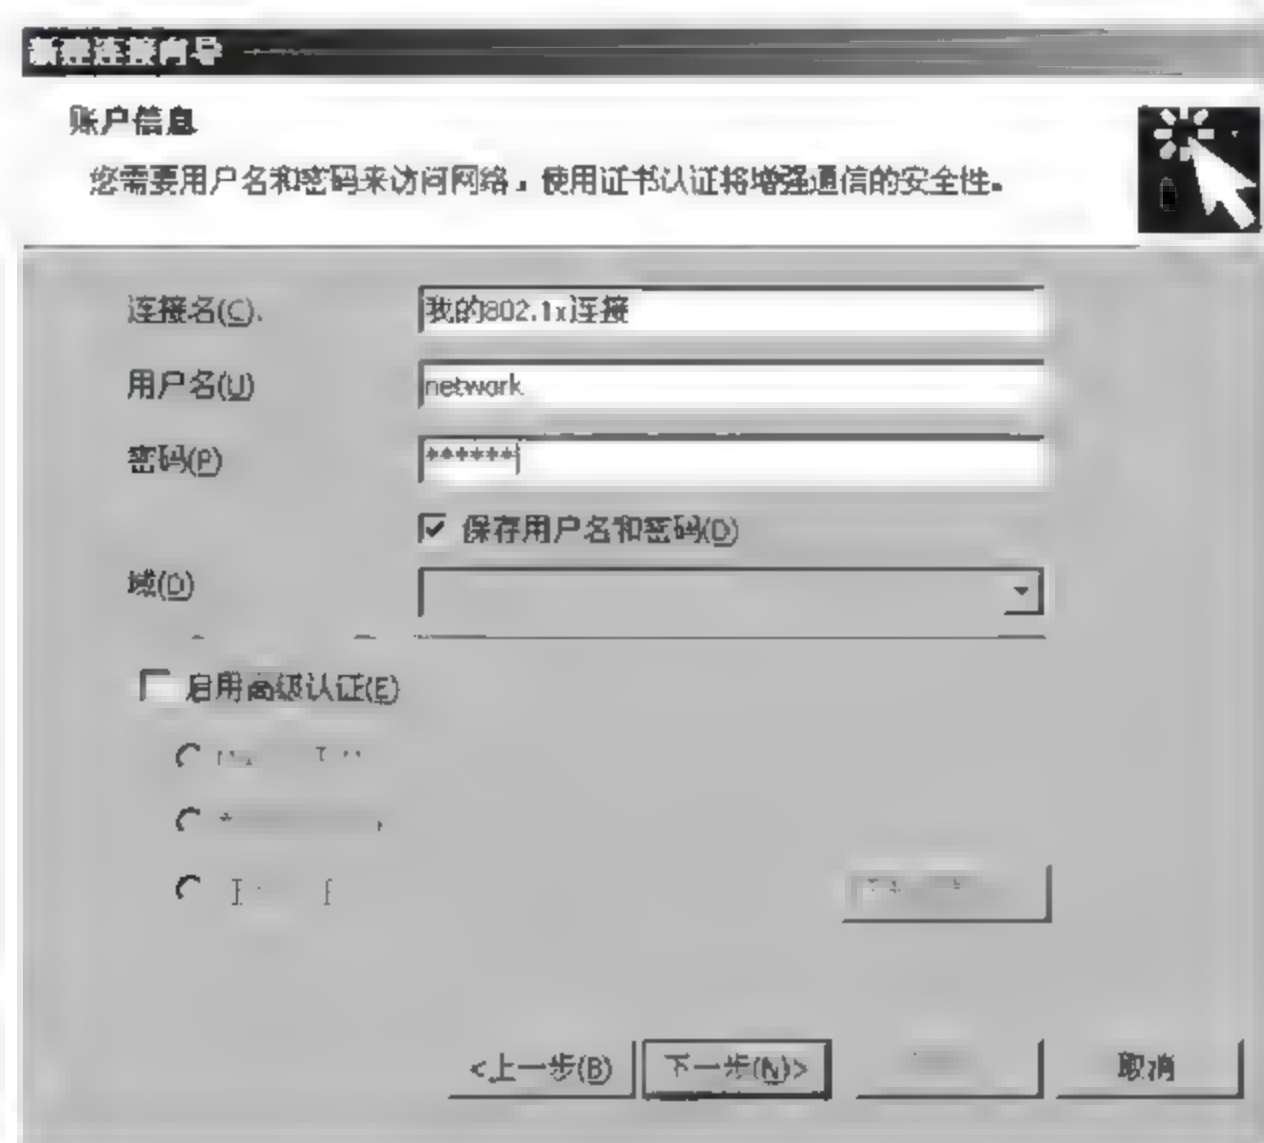 新建连接向导
账户信息
您需要用户名和密码来访问网络，使用证书认证将增强通信的安全性。
连接名(C).
我的802.1x连接
用户名(U)
network
密码(P)
******
保存用户名和密码(D)
域(D)
启用高级认证(E)
<上一步(B)
下一步(N)>
取消